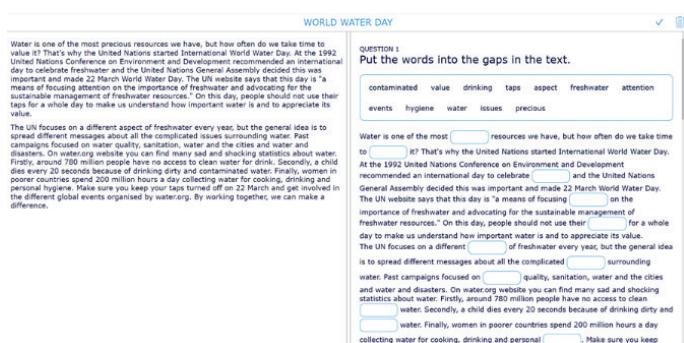 WORLD WATER DAY
Water is one of the most precious resources we have, but how often do we take time to
value it? That's why the United Nations started International World Water Day. At the 1992
United Nations Conference on Environment and Development recommended an international
day to celebrate freshwater and the United Nations General Assembly decided this was
important and made 22 March World Water Day. The UN website says that this day is "a
means of focusing attention on the importance of freshwater and advocating for the
sustainable management of freshwater resources." On this day, people should not use their
taps for a whole day to make us understand how important water is and to appreciate its
value.
The UN focuses on a different aspect of freshwater every year, but the general idea is to
spread different messages about all the complicated issues surrounding water. Past
campaigns focused on water quality, sanitation, water and the cities and water and
disasters. On water.org website you can find many sad and shocking statistics about water.
Firstly, around 780 million people have no access to clean water for drink. Secondly, a child
dies every 20 seconds because of drinking dirty and contaminated water. Finally, women in
poorer countries spend 200 million hours a day collecting water for cooking, drinking and
personal hygiene. Make sure you keep your taps turned off on 22 March and get involved in
the different global events organised by water.org. By working together, we can make a
difference.
QUESTION 1
Put the words into the gaps in the text.
contaminated value drinking taps aspect freshwater attention
events hygiene water issues precious
Water is one of the most resources we have, but how often do we take time
to it? That's why the United Nations started International World Water Day.
At the 1992 United Nations Conference on Environment and Development
recommended an international day to celebrate and the United Nations
General Assembly decided this was important and made 22 March World Water Day.
The UN website says that this day is "a means of focusing on the
importance of freshwater and advocating for the sustainable management of
freshwater resources." On this day, people should not use their for a whole
day to make us understand how important water is and to appreciate its value.
The UN focuses on a different of freshwater every year, but the general idea
is to spread different messages about all the complicated surrounding
water. Past campaigns focused on quality, sanitation, water and the cities
and water and disasters. On water.org website you can find many sad and shocking
statistics about water. Firstly, around 780 million people have no access to clean
water. Secondly, a child dies every 20 seconds because of drinking dirty and
water. Finally, women in poorer countries spend 200 million hours a day
collecting water for cooking, drinking and personal . Make sure you keep